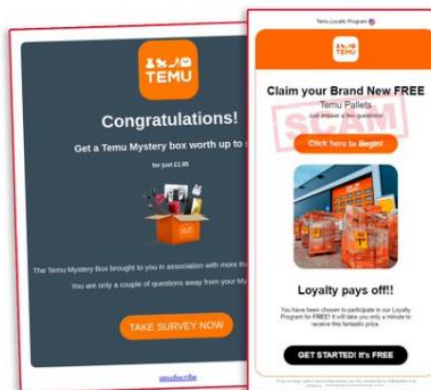 TEMU
Congratulations!
Get a Temu Mystery box worth up to
for just £1.95
The Temu Mystery Box brought to you in association with more tha
You are only a couple of questions away from your My
TAKE SURVEY NOW
unsubscribe
Temu Loyalty Program
TEMU
Claim your Brand New FREE
Temu Pallets
Just answer a few questions!
SCAM
Click here to Begin!
Loyalty pays off!!
You have been chosen to participate in our Loyalty
Program for FREE! It will take you only a minute to
receive this fantastic prize
GET STARTED! It's FREE